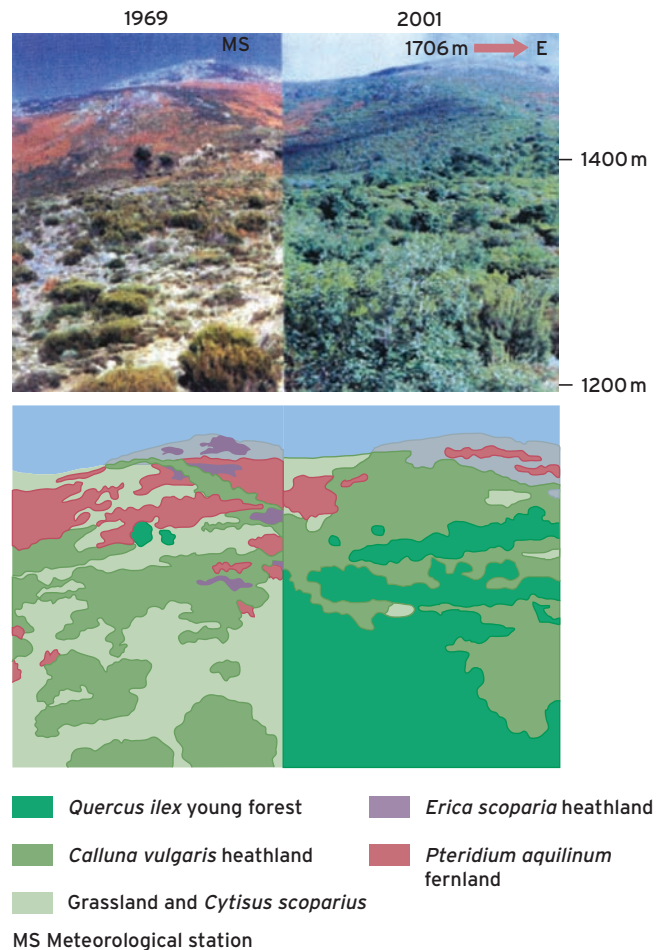 1969
2001
MS
1706 m
E
1400 m
1200 m
Quercus ilex young forest
Calluna vulgaris heathland
Grassland and Cytisus scoparius
Erica scoparia heathland
Pteridium aquilinum
fernland
MS Meteorological station